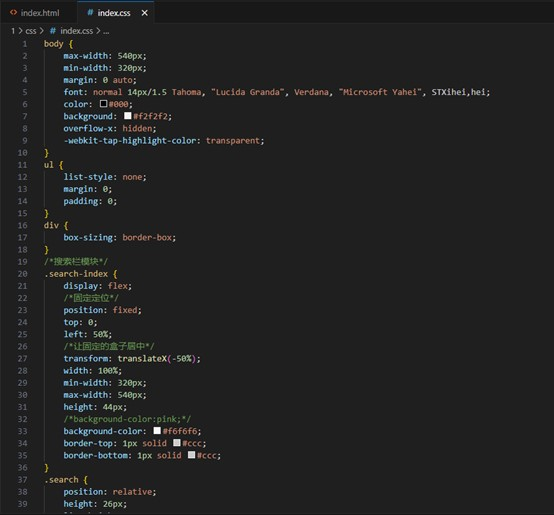 index.html
# index.css
1 > css > # index.css > ...
1 body {
2 max-width: 540px;
3 min-width: 320px;
4 margin: 0 auto;
5 font: normal 14px/1.5 Tahoma, "Lucida Granda", Verdana, "Microsoft Yahei", STXihei,hei;
6 color: #000;
7 background: #f2f2f2;
8 overflow-x: hidden;
9 -webkit-tap-highlight-color: transparent;
10 }
11 ul {
12 list-style: none;
13 margin: 0;
14 padding: 0;
15 }
16 div {
17 box-sizing: border-box;
18 }
19 /*搜索栏模块*/
20 .search-index {
21 display: flex;
22 /*固定定位*/
23 position: fixed;
24 top: 0;
25 left: 50%;
26 /*让固定的盒子居中*/
27 transform: translateX(-50%);
28 width: 100%;
29 min-width: 320px;
30 max-width: 540px;
31 height: 44px;
32 /*background-color:pink;*/
33 background-color: #f6f6f6;
34 border-top: 1px solid #ccc;
35 border-bottom: 1px solid #ccc;
36 }
37 .search {
38 position: relative;
39 height: 26px;